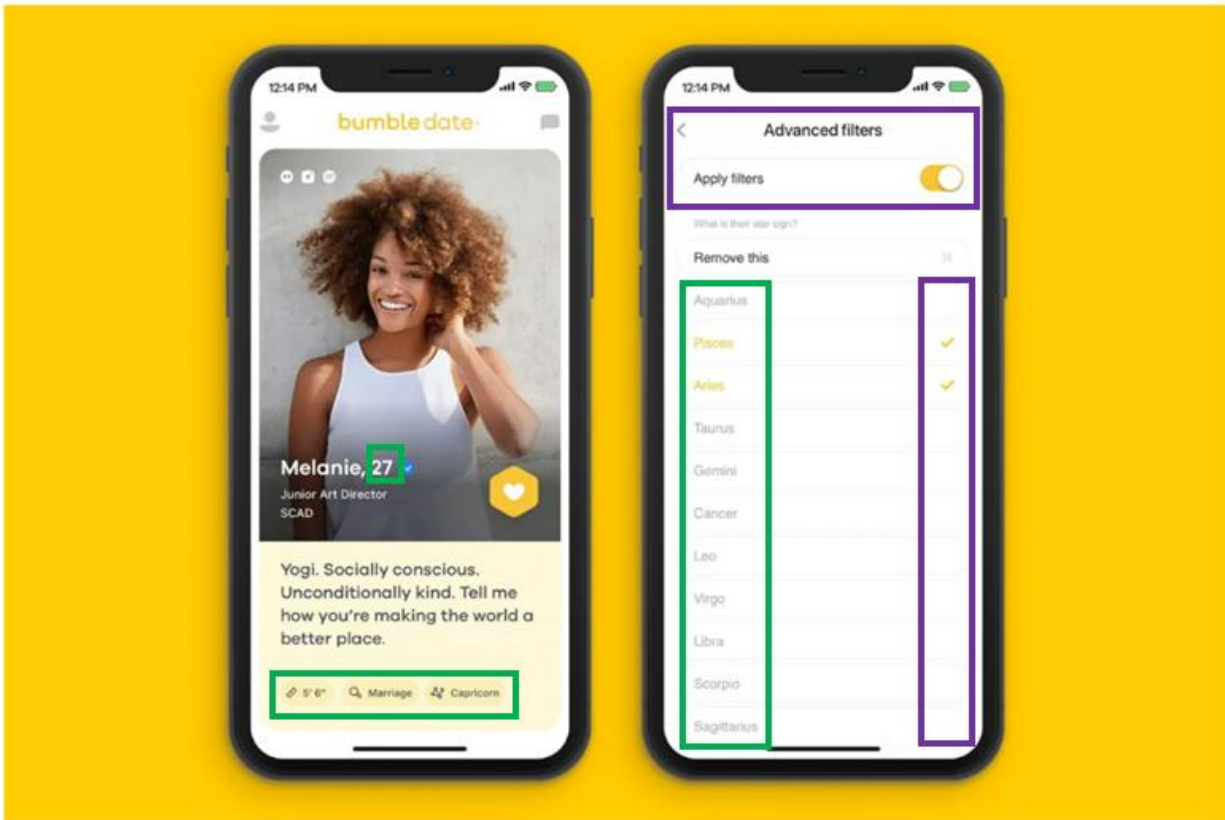 12:14 PM
bumble date·
Melanie, 27
Junior Art Director
SCAD
Yogi. Socially conscious.
Unconditionally kind. Tell me
how you're making the world a
better place.
5' 6" Marriage Capricorn
12:14 PM
Advanced filters
Apply filters
What is their star sign?
Remove this
Aquarius
Pisces
Aries
Taurus
Gemini
Cancer
Leo
Virgo
Libra
Scorpio
Sagittarius